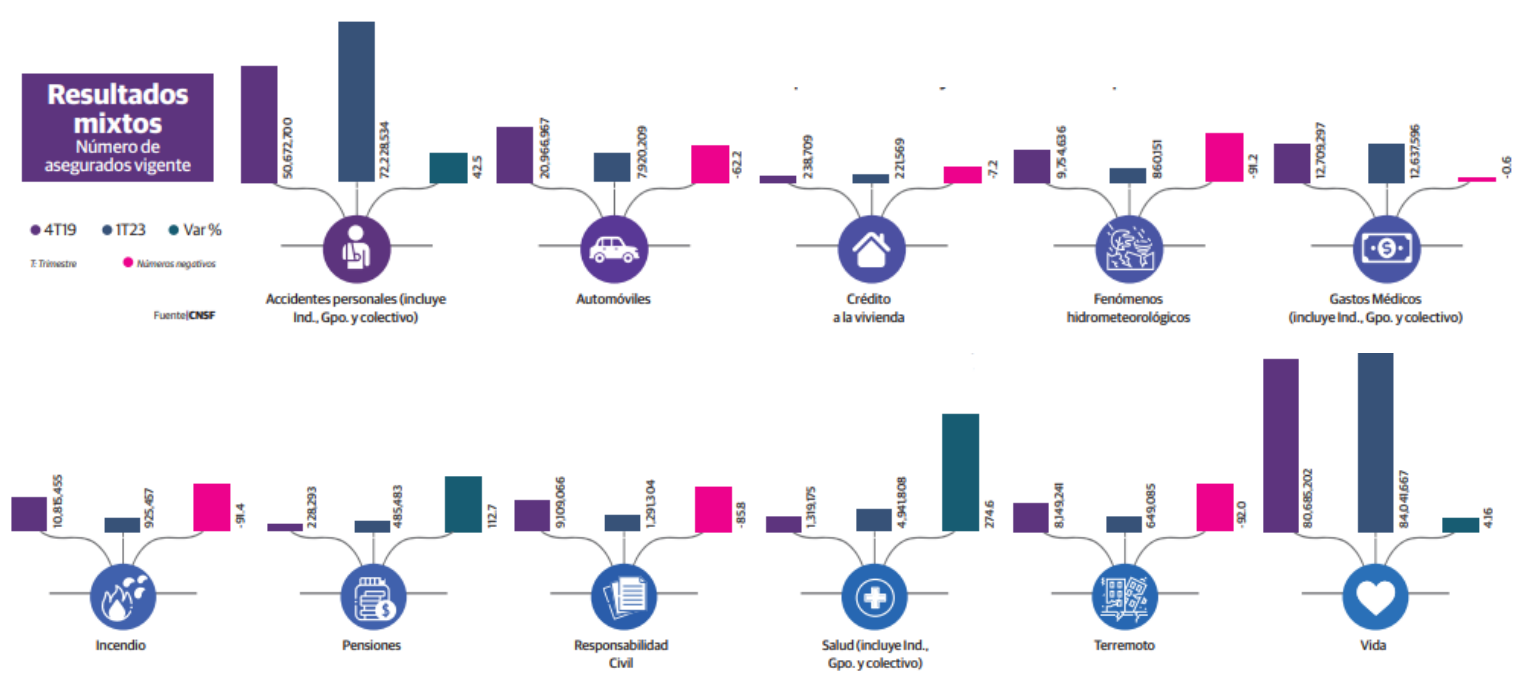 Resultados
mixtos
Número de
asegurados vigente
4T19 1T23 Var %
T: Trimestre Números negativos
Fuente|CNSF
50,672,700
72,228,534
42.5
Accidentes personales (incluye
Ind., Gpo. y colectivo)
20,966,967
7,920,209
-62.2
Automóviles
238,709
221,569
-7.2
Crédito
a la vivienda
9,754,636
860,151
-91.2
Fenómenos
hidrometeorológicos
12,709,297
12,637,596
-0.6
Gastos Médicos
(incluye Ind., Gpo. y colectivo)
10,815,455
925,457
-91.4
Incendio
228,293
485,483
112.7
Pensiones
9,109,066
1,291,304
-85.8
Responsabilidad
Civil
1,319,175
4,941,808
274.6
Salud (incluye Ind.,
Gpo. y colectivo)
8,149,241
649,085
-92.0
Terremoto
80,685,202
84,041,667
4.16
Vida